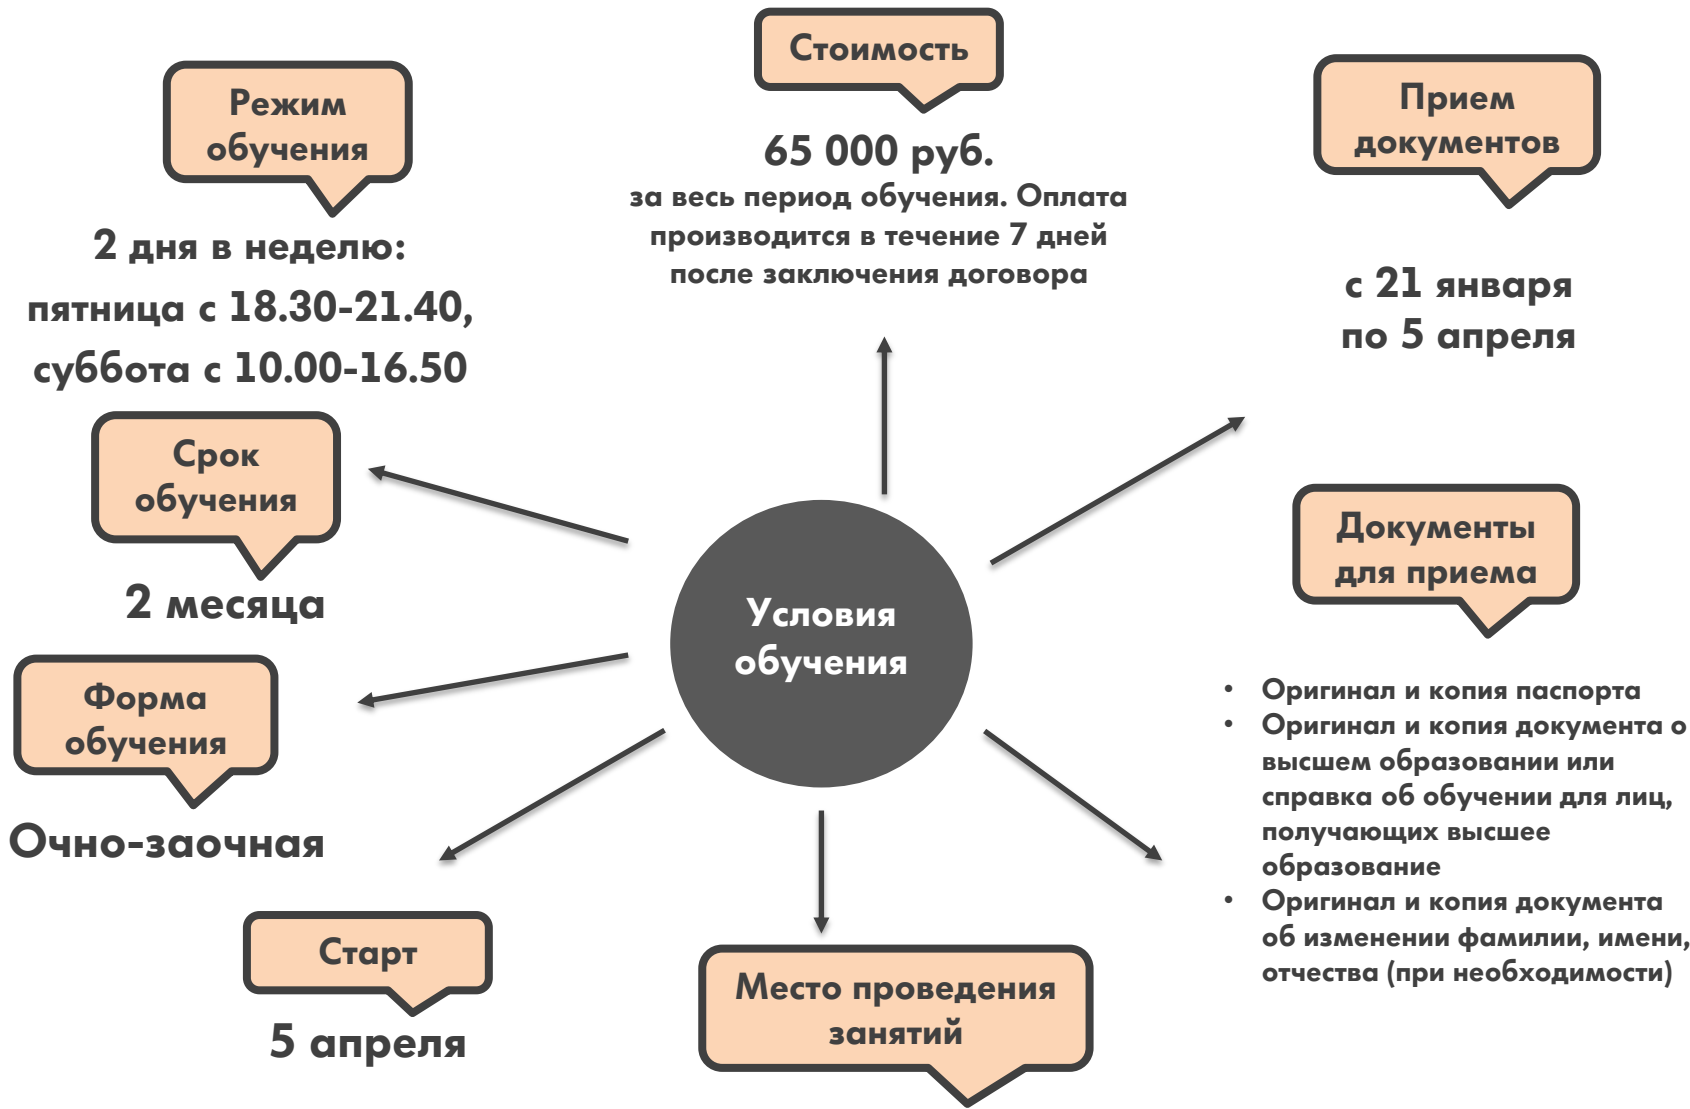 Стоимость
65 000 руб.
за весь период обучения. Оплата
производится в течение 7 дней
после заключения договора
Режим
обучения
2 дня в неделю:
пятница с 18.30-21.40,
суббота с 10.00-16.50
Прием
документов
с 21 января
по 5 апреля
Срок
обучения
2 месяца
Условия
обучения
Документы
для приема
• Оригинал и копия паспорта
• Оригинал и копия документа о
высшем образовании или
справка об обучении для лиц,
получающих высшее
образование
• Оригинал и копия документа
об изменении фамилии, имени,
отчества (при необходимости)
Форма
обучения
Очно-заочная
Старт
5 апреля
Место проведения
занятий